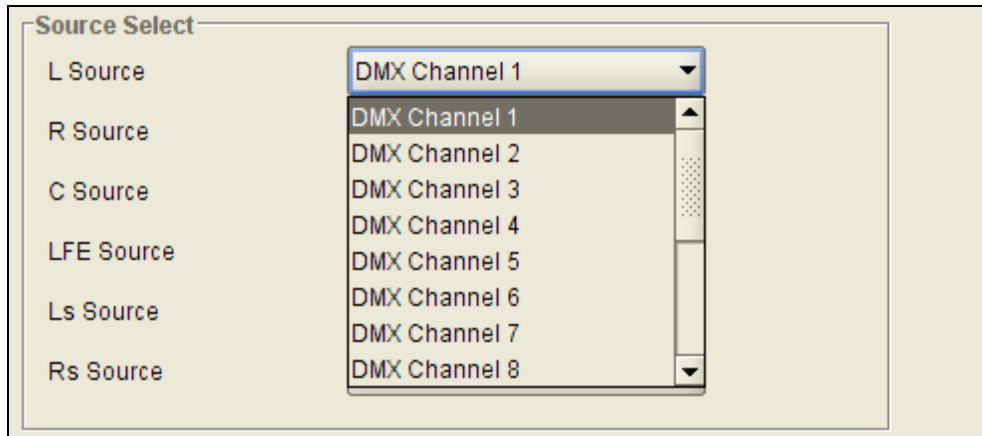 Source Select
L Source
DMX Channel 1
DMX Channel 1
R Source
DMX Channel 2
C Source
DMX Channel 3
DMX Channel 4
LFE Source
DMX Channel 5
Ls Source
DMX Channel 6
DMX Channel 7
Rs Source
DMX Channel 8